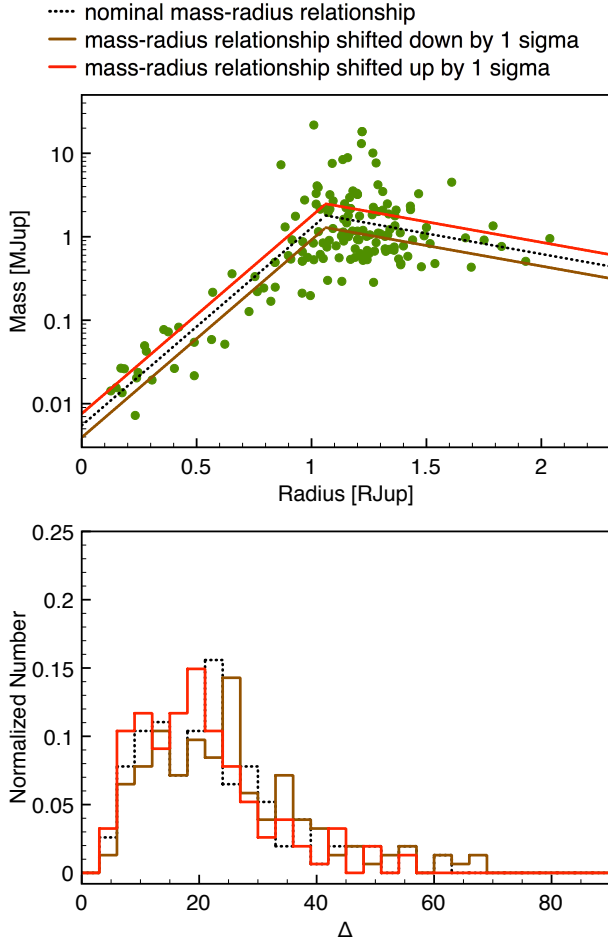 nominal mass-radius relationship
mass-radius relationship shifted down by 1 sigma
mass-radius relationship shifted up by 1 sigma
10
1
0.1
0.01
Mass [MJup]
0 0.5 1 1.5 2
Radius [RJup]
0.25
0.2
0.15
0.1
0.05
0
Normalized Number
0 20 40 60 80
Δ